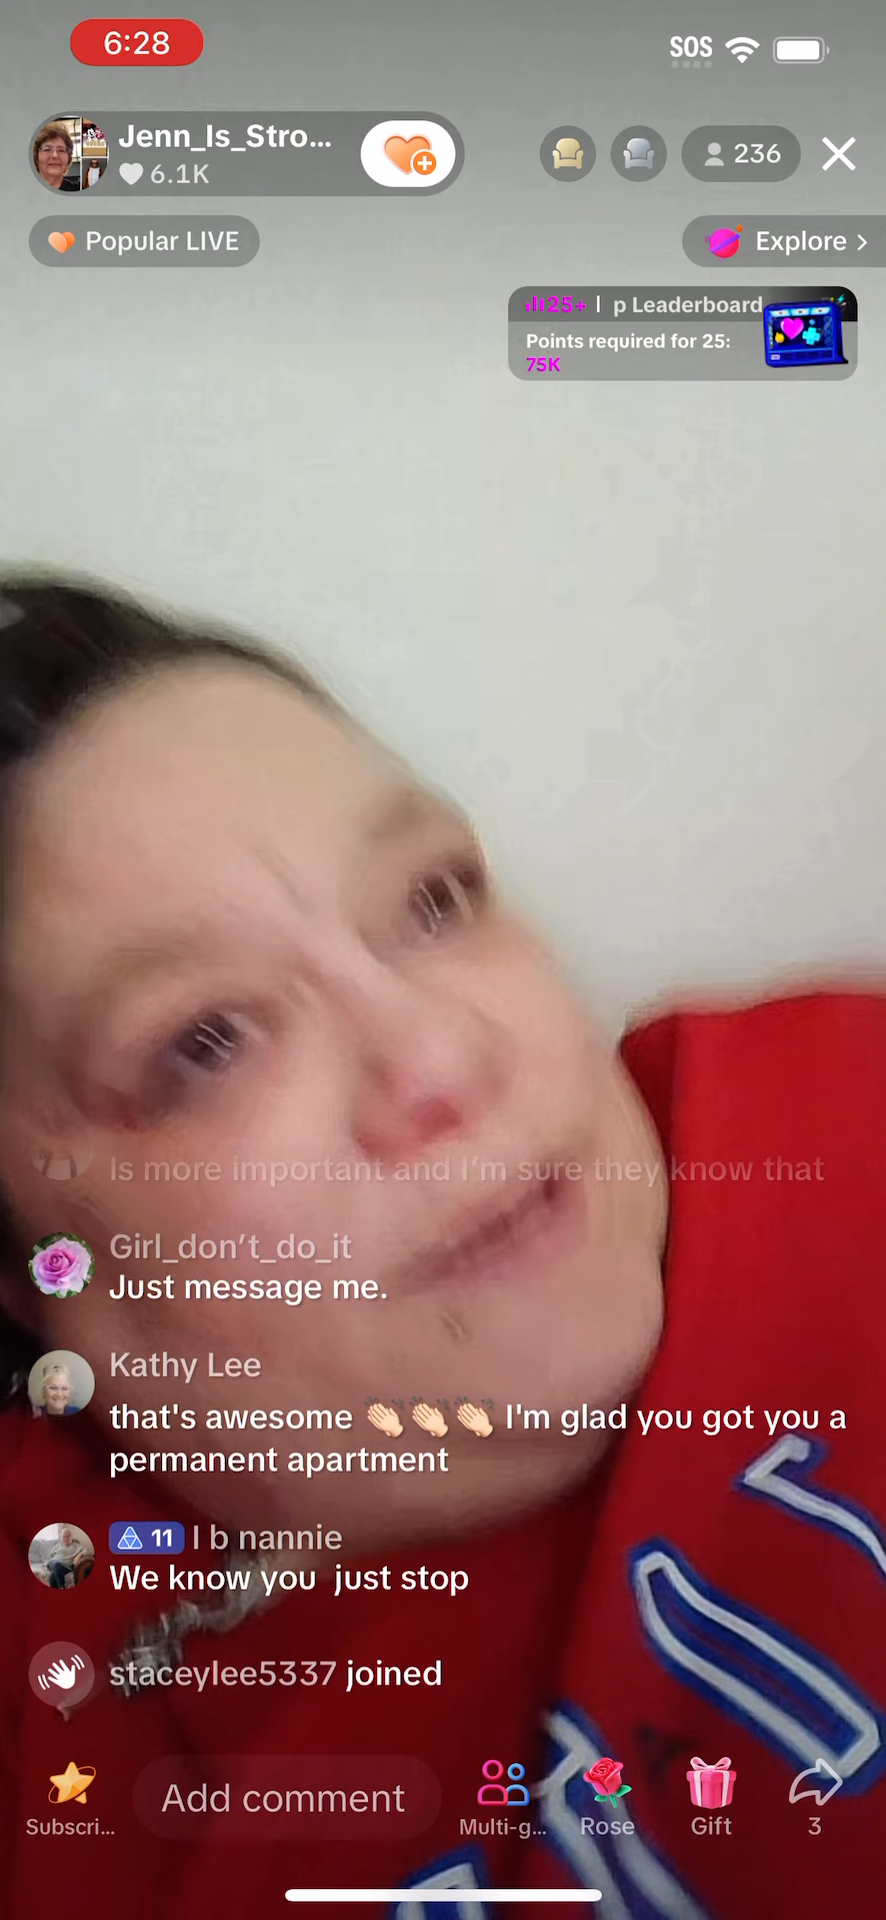 6:28
SOS
Jenn_Is_Stro...
6.1K
236
Popular LIVE
Explore >
25+ | p Leaderboard
Points required for 25:
75K
Is more important and I'm sure they know that
Girl_don't_do_it
Just message me.
Kathy Lee
that's awesome 👏🏻👏🏻👏🏻 I'm glad you got you a
permanent apartment
11 I b nannie
We know you just stop
staceylee5337 joined
Add comment
Subscri...
Multi-g...
Rose
Gift
3